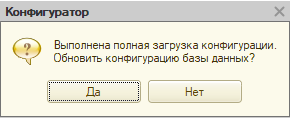 Конфигуратор
Выполнена полная загрузка конфигурации.
Обновить конфигурацию базы данных?
Да
Нет